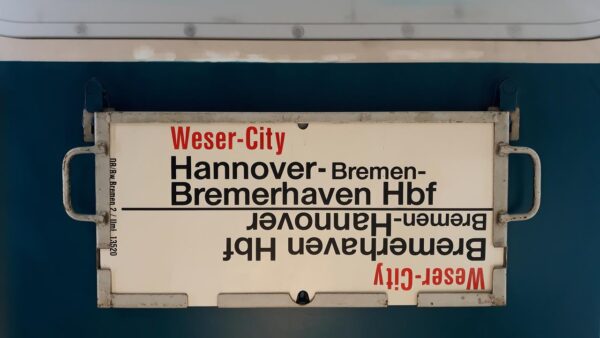 Weser-City
Hannover-Bremen-
Bremerhaven Hbf
Weser-City
Bremerhaven Hbf
Bremen-Hannover